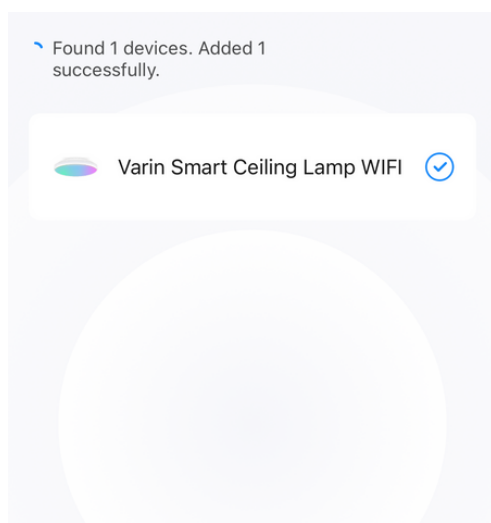 Found 1 devices. Added 1
successfully.
Varin Smart Ceiling Lamp WIFI